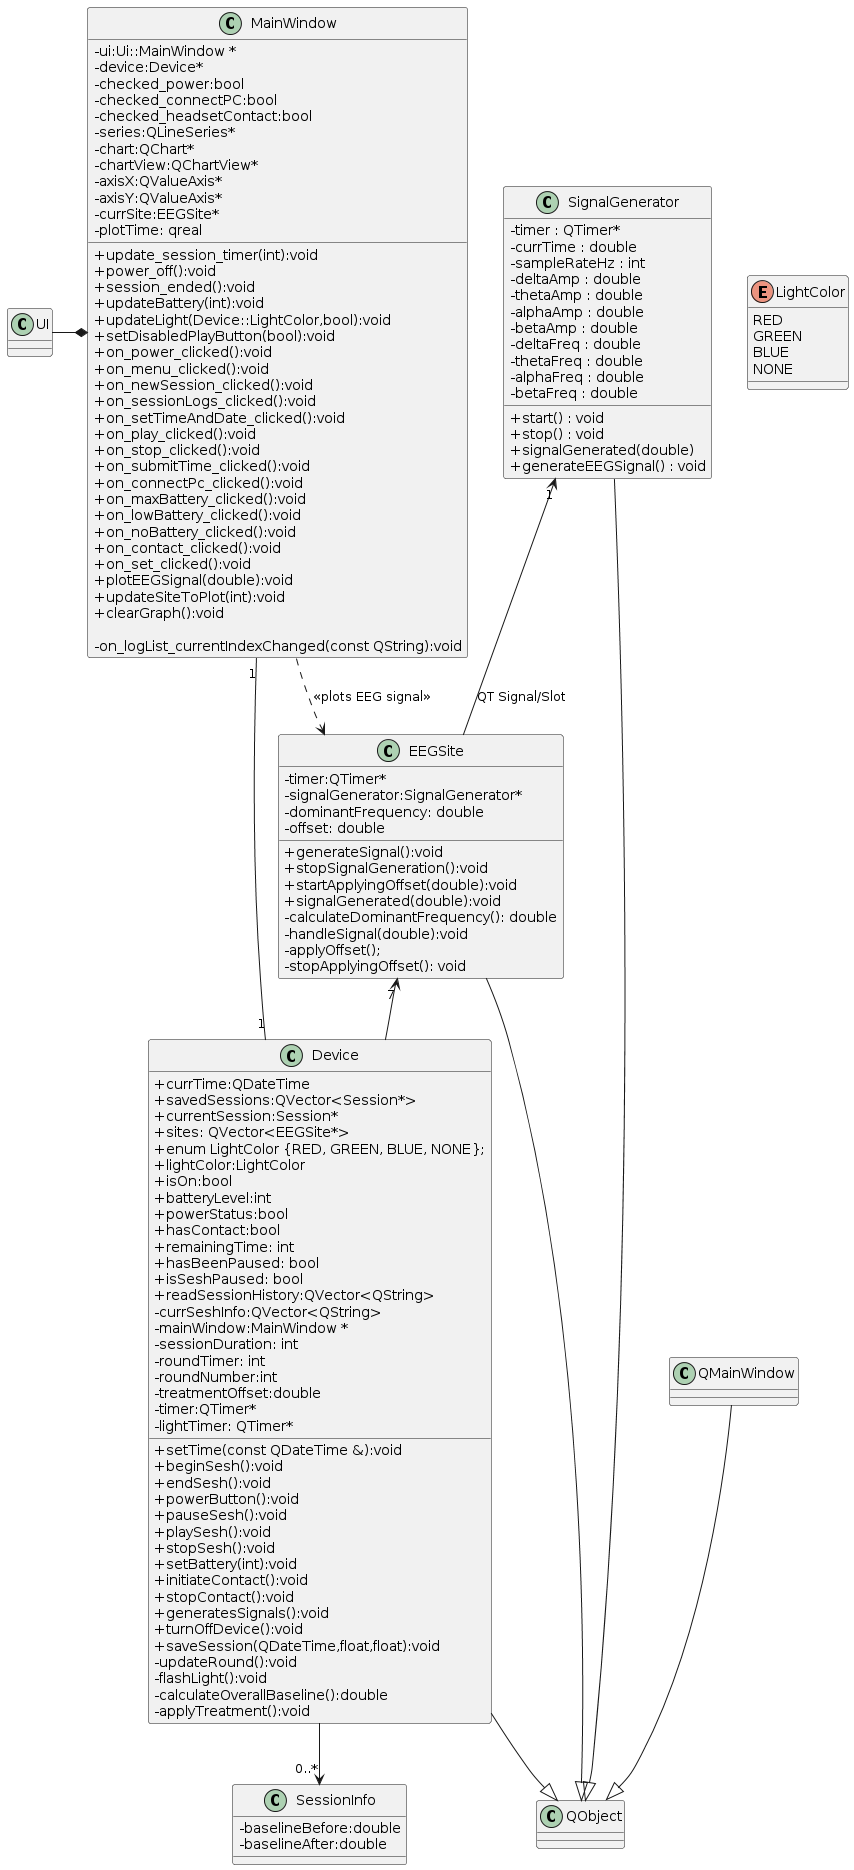 MainWindow
-ui:Ui::MainWindow *
-device:Device*
-checked_power:bool
-checked_connectPC:bool
-checked_headsetContact:bool
-series:QLineSeries*
-chart:QChart*
-chartView:QChartView*
-axisX:QValueAxis*
-axisY:QValueAxis*
-currSite:EEGSite*
-plotTime: qreal
+update_session_timer(int):void
+power_off():void
+session_ended():void
+updateBattery(int):void
+updateLight(Device::LightColor,bool):void
+setDisabledPlayButton(bool):void
+on_power_clicked():void
+on_menu_clicked():void
+on_newSession_clicked():void
+on_sessionLogs_clicked():void
+on_setTimeAndDate_clicked():void
+on_play_clicked():void
+on_stop_clicked():void
+on_submitTime_clicked():void
+on_connectPc_clicked():void
+on_maxBattery_clicked():void
+on_lowBattery_clicked():void
+on_noBattery_clicked():void
+on_contact_clicked():void
+on_set_clicked():void
+plotEEGSignal(double):void
+updateSiteToPlot(int):void
+clearGraph():void
-on_logList_currentIndexChanged(const QString):void
UI
SignalGenerator
-timer : QTimer*
-currTime : double
-sampleRateHz : int
-deltaAmp : double
-thetaAmp : double
-alphaAmp : double
-betaAmp : double
-deltaFreq : double
-thetaFreq : double
-alphaFreq : double
-betaFreq : double
+start() : void
+stop() : void
+signalGenerated(double)
+generateEEGSignal() : void
LightColor
RED
GREEN
BLUE
NONE
1
1
«plots EEG signal»
QT Signal/Slot
EEGSite
-timer:QTimer*
-signalGenerator:SignalGenerator*
-dominantFrequency: double
-offset: double
+generateSignal():void
+stopSignalGeneration():void
+startApplyingOffset(double):void
+signalGenerated(double):void
-calculateDominantFrequency(): double
-handleSignal(double):void
-applyOffset();
-stopApplyingOffset(): void
7
1
Device
+currTime:QDateTime
+savedSessions:QVector<Session*>
+currentSession:Session*
+sites: QVector<EEGSite*>
+enum LightColor {RED, GREEN, BLUE, NONE};
+lightColor:LightColor
+isOn:bool
+batteryLevel:int
+powerStatus:bool
+hasContact:bool
+remainingTime: int
+hasBeenPaused: bool
+isSeshPaused: bool
+readSessionHistory:QVector<QString>
-currSeshInfo:QVector<QString>
-mainWindow:MainWindow *
-sessionDuration: int
-roundTimer: int
-roundNumber:int
-treatmentOffset:double
-timer:QTimer*
-lightTimer: QTimer*
+setTime(const QDateTime &):void
+beginSesh():void
+endSesh():void
+powerButton():void
+pauseSesh():void
+playSesh():void
+stopSesh():void
+setBattery(int):void
+initiateContact():void
+stopContact():void
+generatesSignals():void
+turnOffDevice():void
+saveSession(QDateTime,float,float):void
-updateRound():void
-flashLight():void
-calculateOverallBaseline():double
-applyTreatment():void
QMainWindow
0..*
SessionInfo
-baselineBefore:double
-baselineAfter:double
QObject